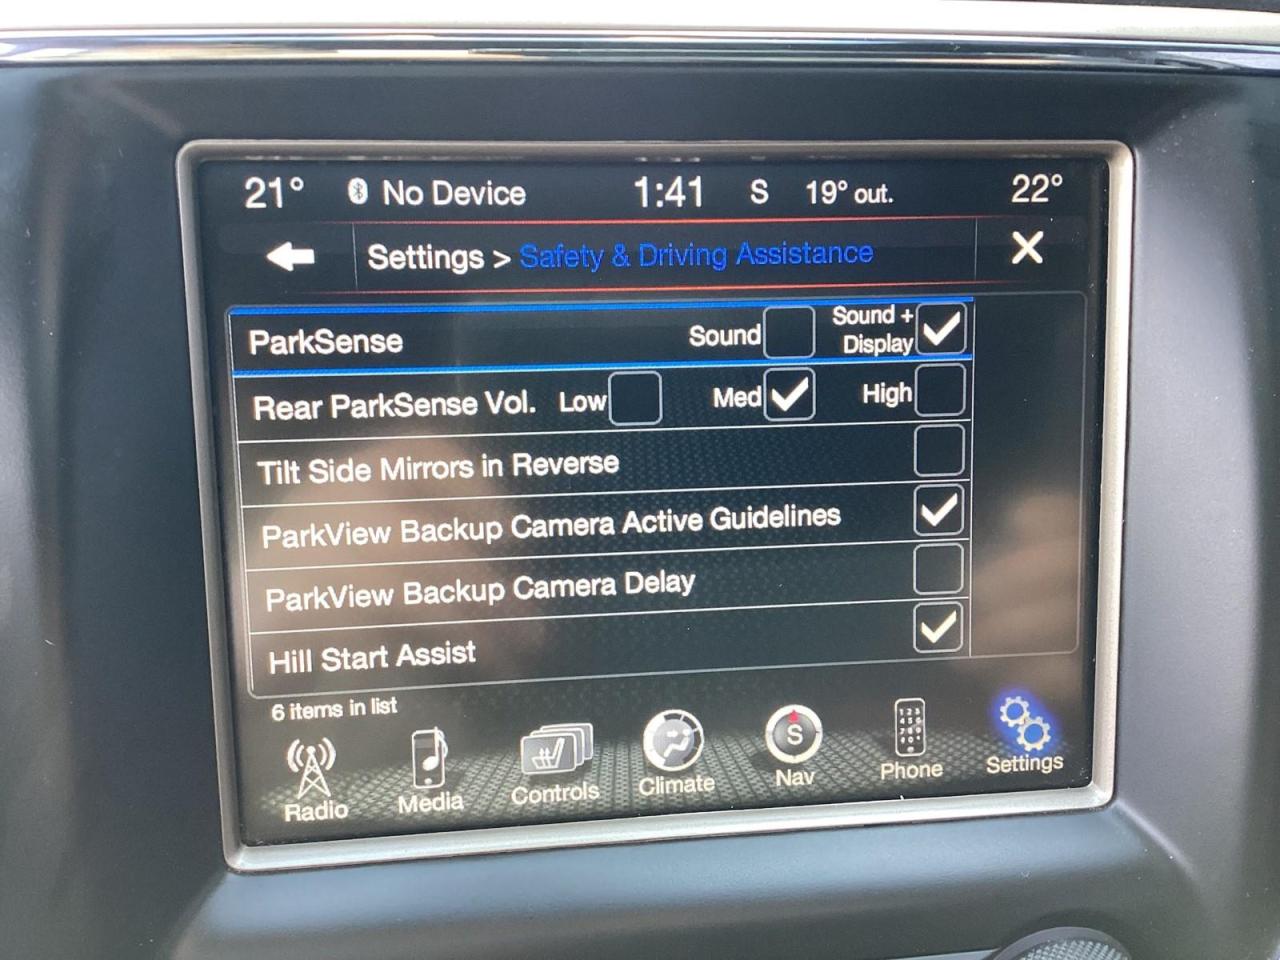 21° No Device 1:41 S 19° out. 22°
Settings > Safety & Driving Assistance
ParkSense Sound Sound + Display
Rear ParkSense Vol. Low Med High
Tilt Side Mirrors in Reverse
ParkView Backup Camera Active Guidelines
ParkView Backup Camera Delay
Hill Start Assist
6 items in list
S
Radio Media Controls Climate Nav Phone Settings